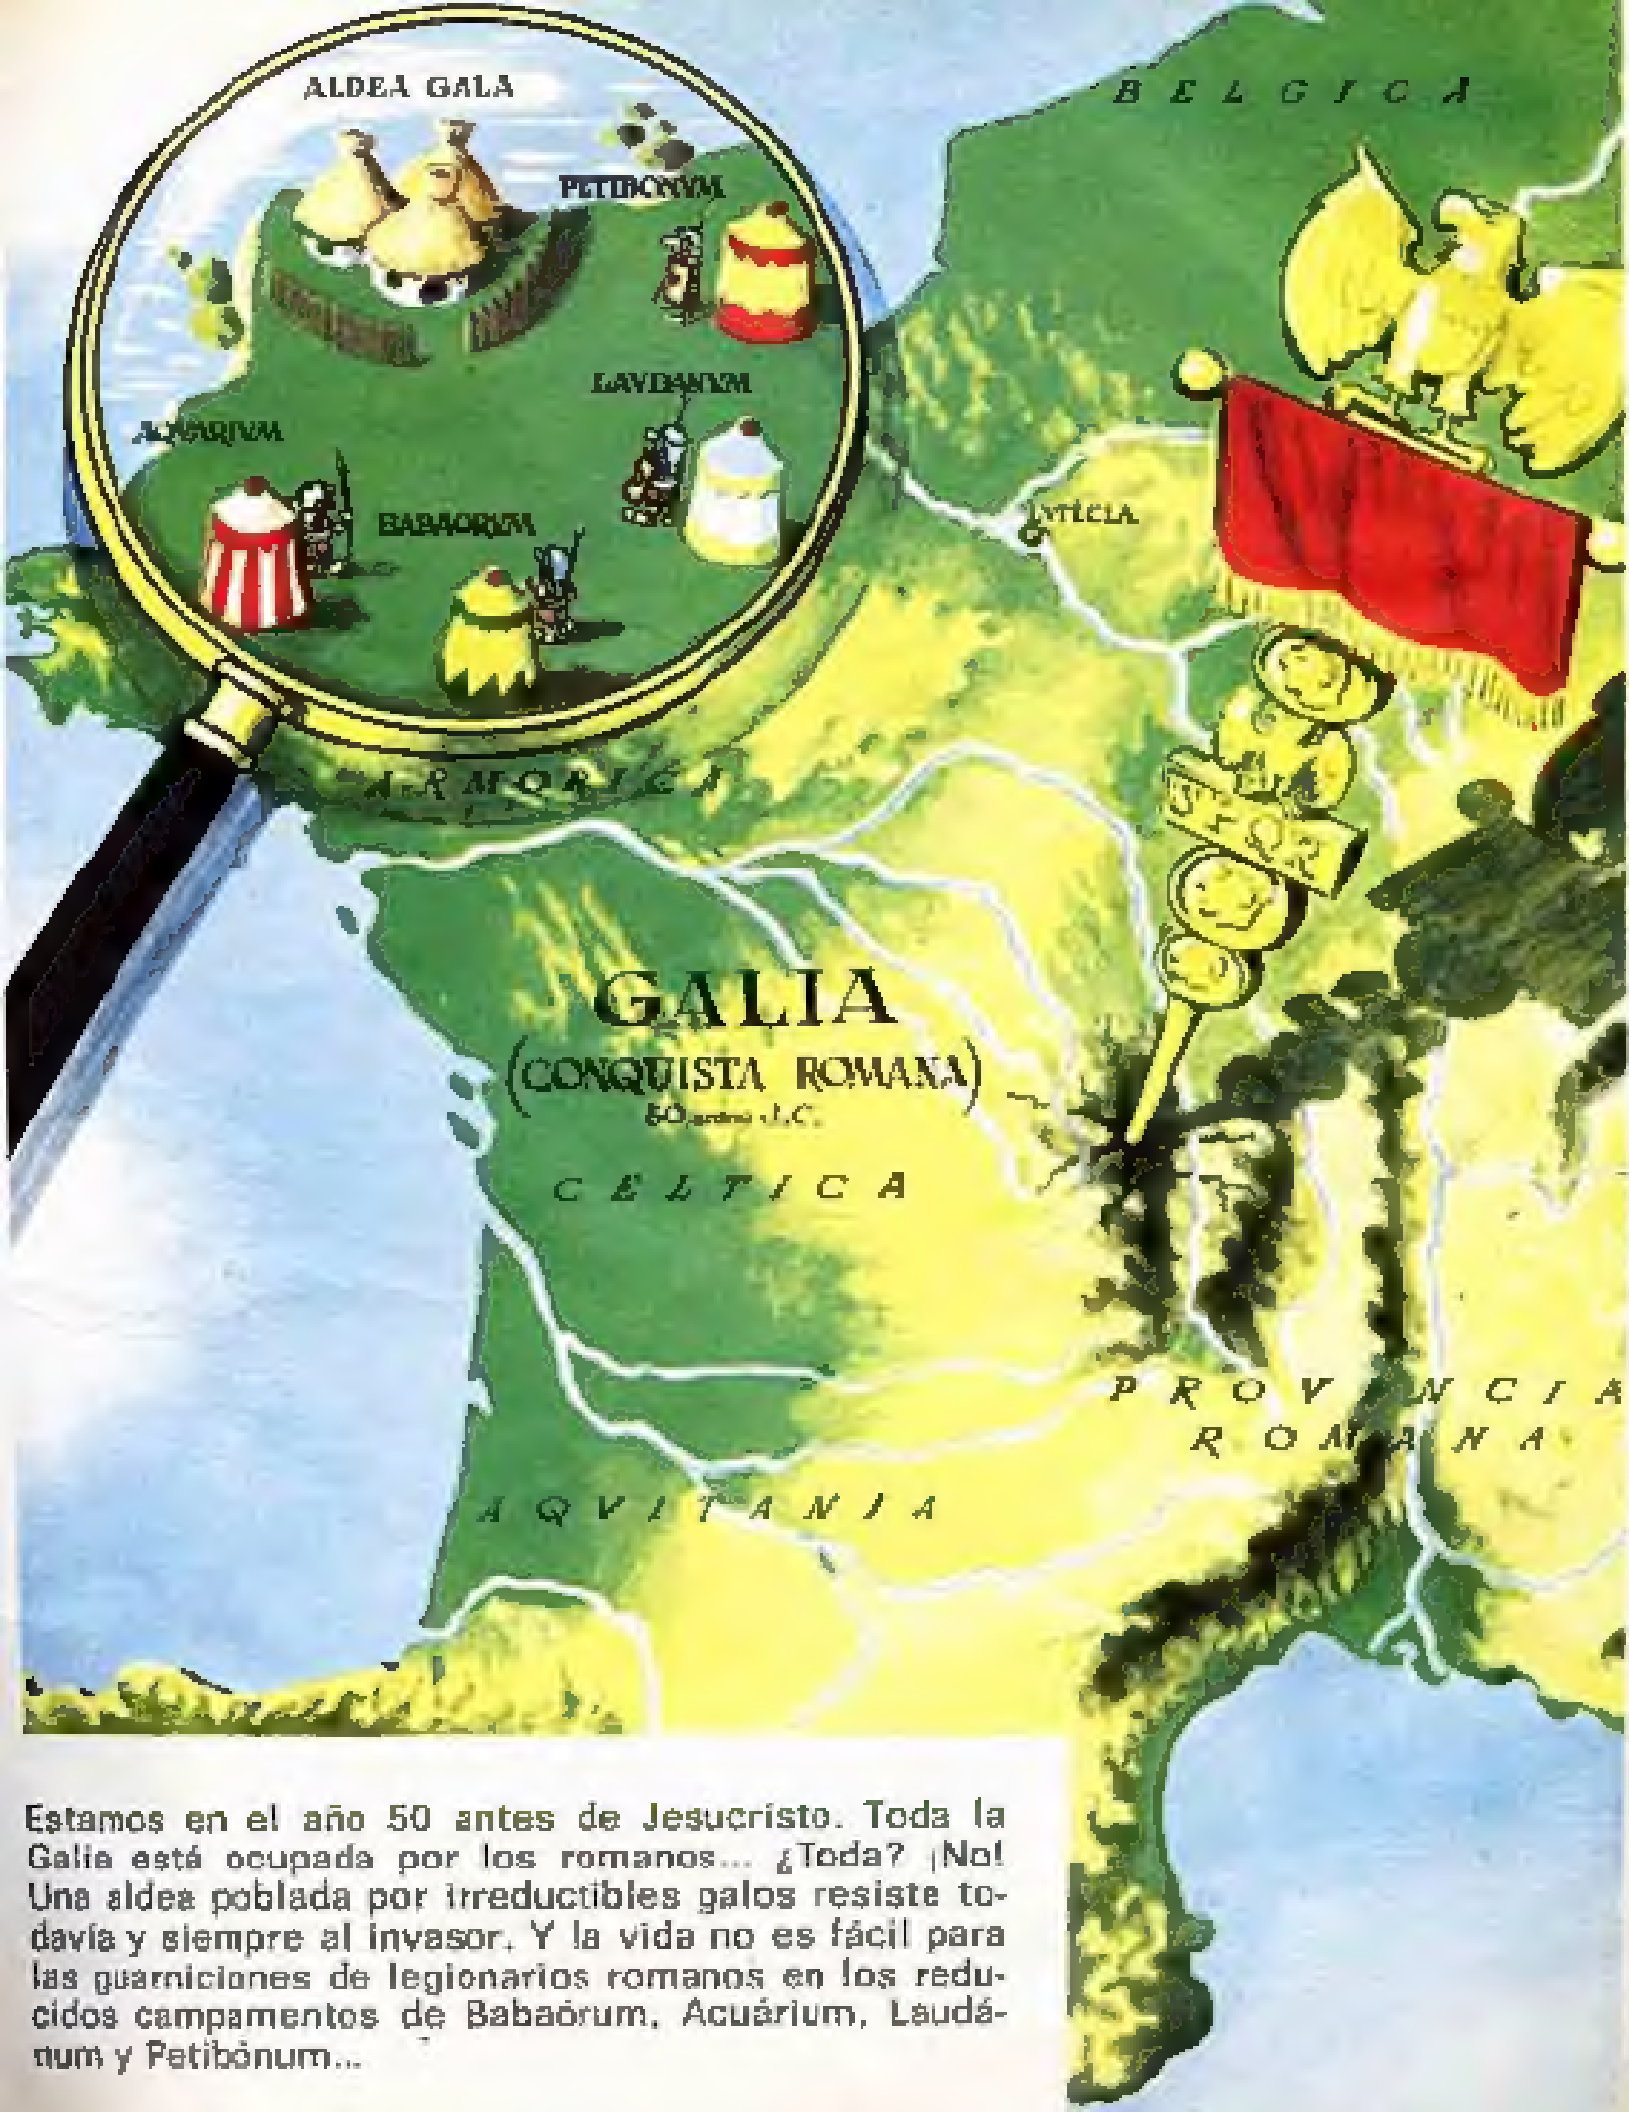 ALDEA GALA
PETIBONVM
LAVDANVM
AQVARIVM
BABAORVM
BELGICA
LVTECIA
ARMORICA
GALIA
(CONQUISTA ROMANA)
50 antes J.C.
CELTICA
PROVINCIA
ROMANA
AQVITANIA
Estamos en el año 50 antes de Jesucristo. Toda la
Galia está ocupada por los romanos... ¿Toda? ¡No!
Una aldea poblada por irreductibles galos resiste to-
davía y siempre al invasor. Y la vida no es fácil para
las guarniciones de legionarios romanos en los redu-
cidos campamentos de Babaórum, Acuárium, Laudá-
num y Petibónum...